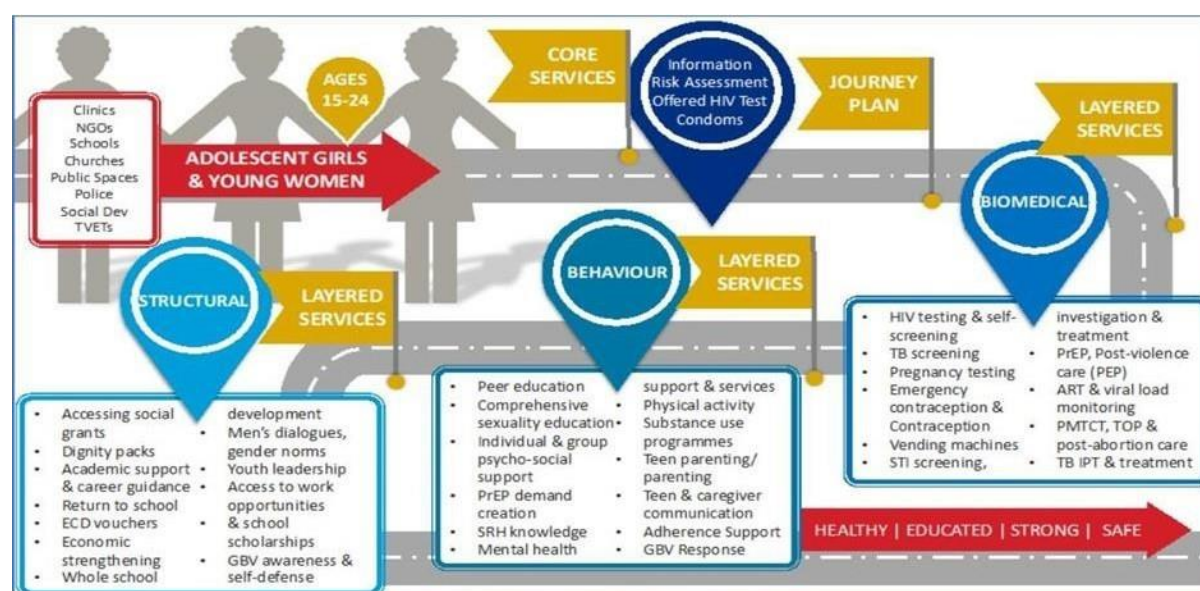 AGES
15-24
Clinics
NGOs
Schools
Churches
Public Spaces
Police
Social Dev
TVETs
ADOLESCENT GIRLS
& YOUNG WOMEN
CORE
SERVICES
Information
Risk Assessment
Offered HIV Test
Condoms
JOURNEY
PLAN
LAYERED
SERVICES
BIOMEDICAL
• HIV testing & self-
screening
• TB screening
• Pregnancy testing
• Emergency
contraception &
Contraception
• Vending machines
• STI screening,
investigation &
treatment
• PrEP, Post-violence
care (PEP)
• ART & viral load
monitoring
• PMTCT, TOP &
post-abortion care
• TB IPT & treatment
BEHAVIOUR
LAYERED
SERVICES
• Peer education
• Comprehensive
sexuality education
• Individual & group
psycho-social
support
• PrEP demand
creation
• SRH knowledge
• Mental health
support & services
• Physical activity
• Substance use
programmes
• Teen parenting/
parenting
• Teen & caregiver
communication
• Adherence Support
• GBV Response
STRUCTURAL
LAYERED
SERVICES
• Accessing social
grants
• Dignity packs
• Academic support
& career guidance
• Return to school
• ECD vouchers
• Economic
strengthening
• Whole school
development
• Men's dialogues,
gender norms
• Youth leadership
• Access to work
opportunities
• & school
scholarships
• GBV awareness &
self-defense
HEALTHY | EDUCATED | STRONG | SAFE